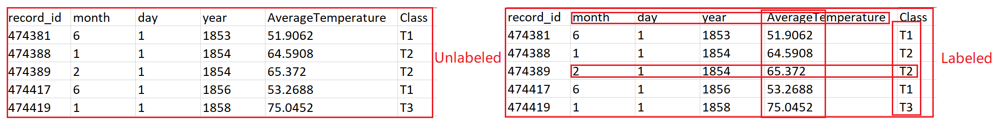 record_id month day year AverageTemperature Class
474381 6 1 1853 51.9062 T1
474388 1 1 1854 64.5908 T2
474389 2 1 1854 65.372 T2
474417 6 1 1856 53.2688 T1
474419 1 1 1858 75.0452 T3
Unlabeled
record_id month day year AverageTemperature Class
474381 6 1 1853 51.9062 T1
474388 1 1 1854 64.5908 T2
474389 2 1 1854 65.372 T2
474417 6 1 1856 53.2688 T1
474419 1 1 1858 75.0452 T3
Labeled